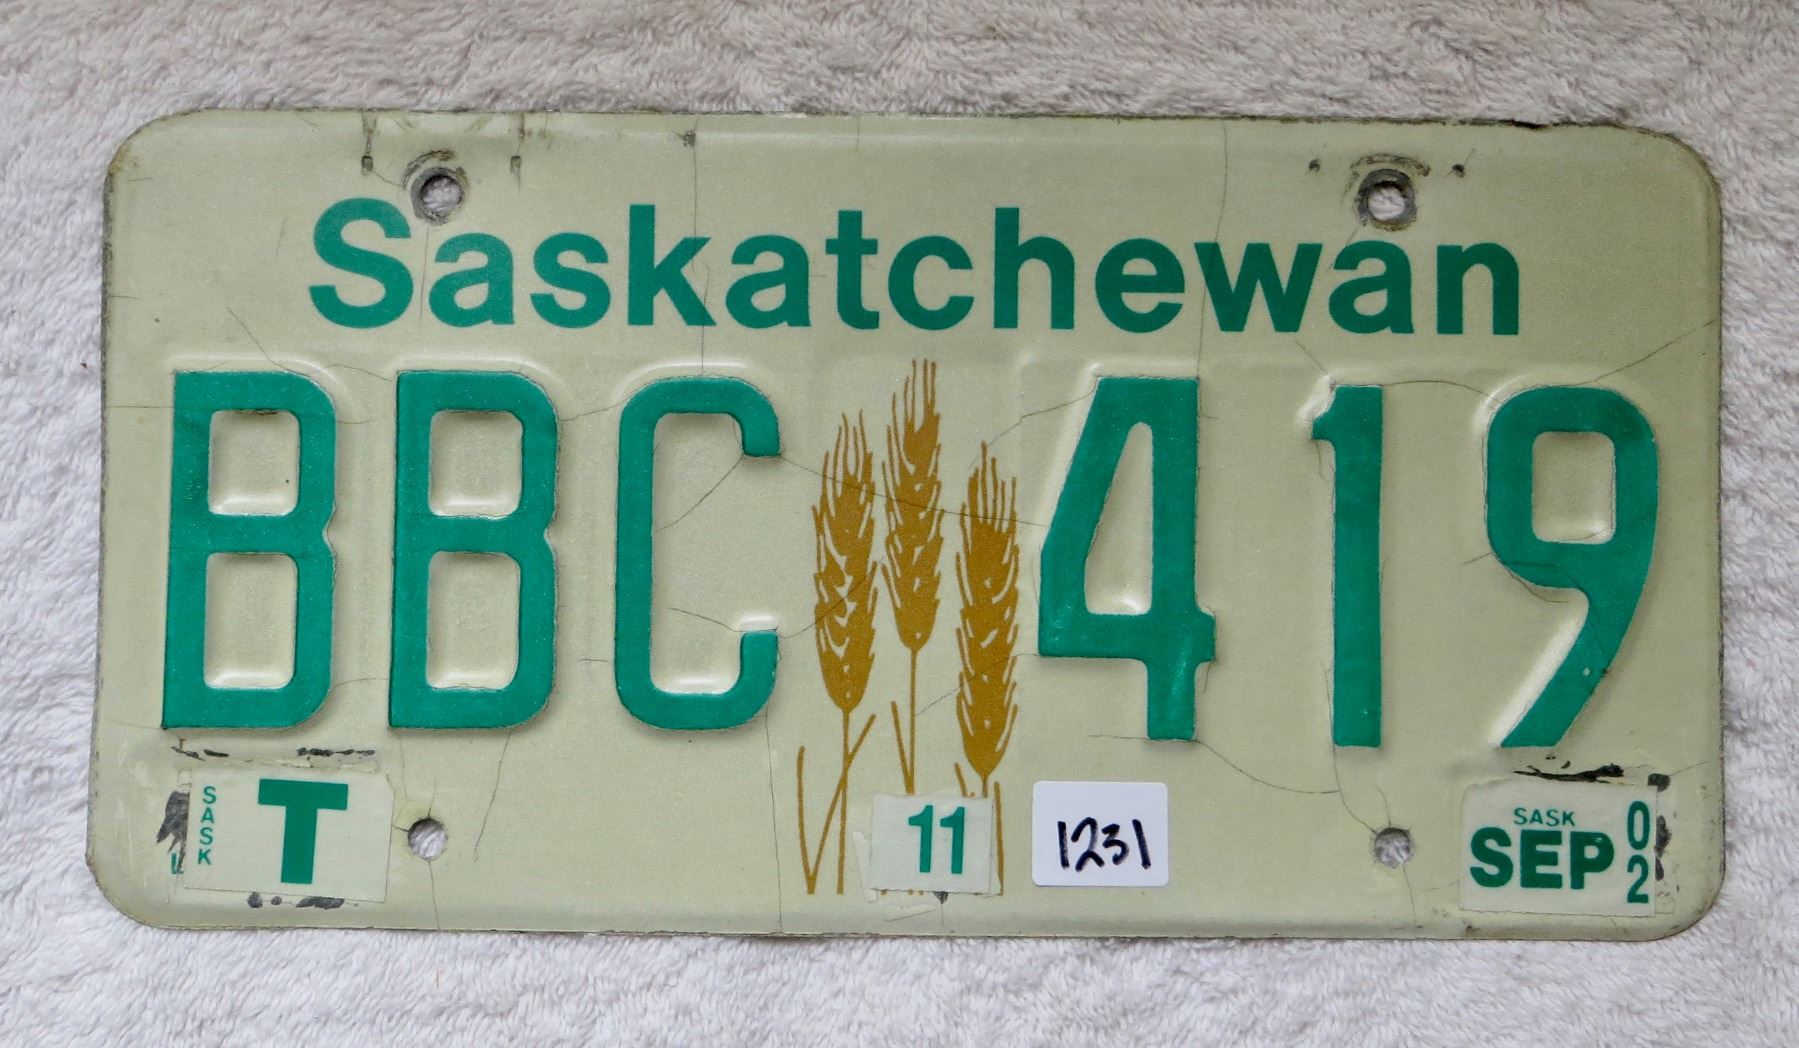 Saskatchewan
BBC 419
SASK
T
11
1231
SASK
SEP
02